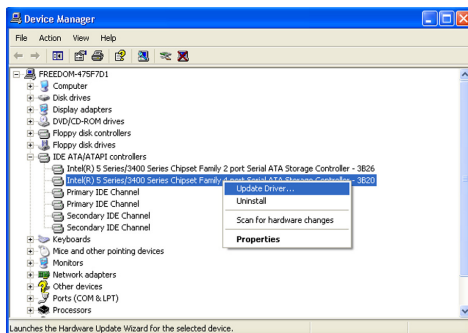 Device Manager
File Action View Help
FREEDOM-475F7D1
Computer
Disk drives
Display adapters
DVD/CD-ROM drives
Floppy disk controllers
Floppy disk drives
IDE ATA/ATAPI controllers
Intel(R) 5 Series/3400 Series Chipset Family 2 port Serial ATA Storage Controller - 3B26
Intel(R) 5 Series/3400 Series Chipset Family 4 port Serial ATA Storage Controller - 3B20
Primary IDE Channel
Update Driver...
Primary IDE Channel
Uninstall
Secondary IDE Channel
Scan for hardware changes
Secondary IDE Channel
Keyboards
Properties
Mice and other pointing devices
Monitors
Network adapters
Other devices
Ports (COM & LPT)
Processors
Launches the Hardware Update Wizard for the selected device.